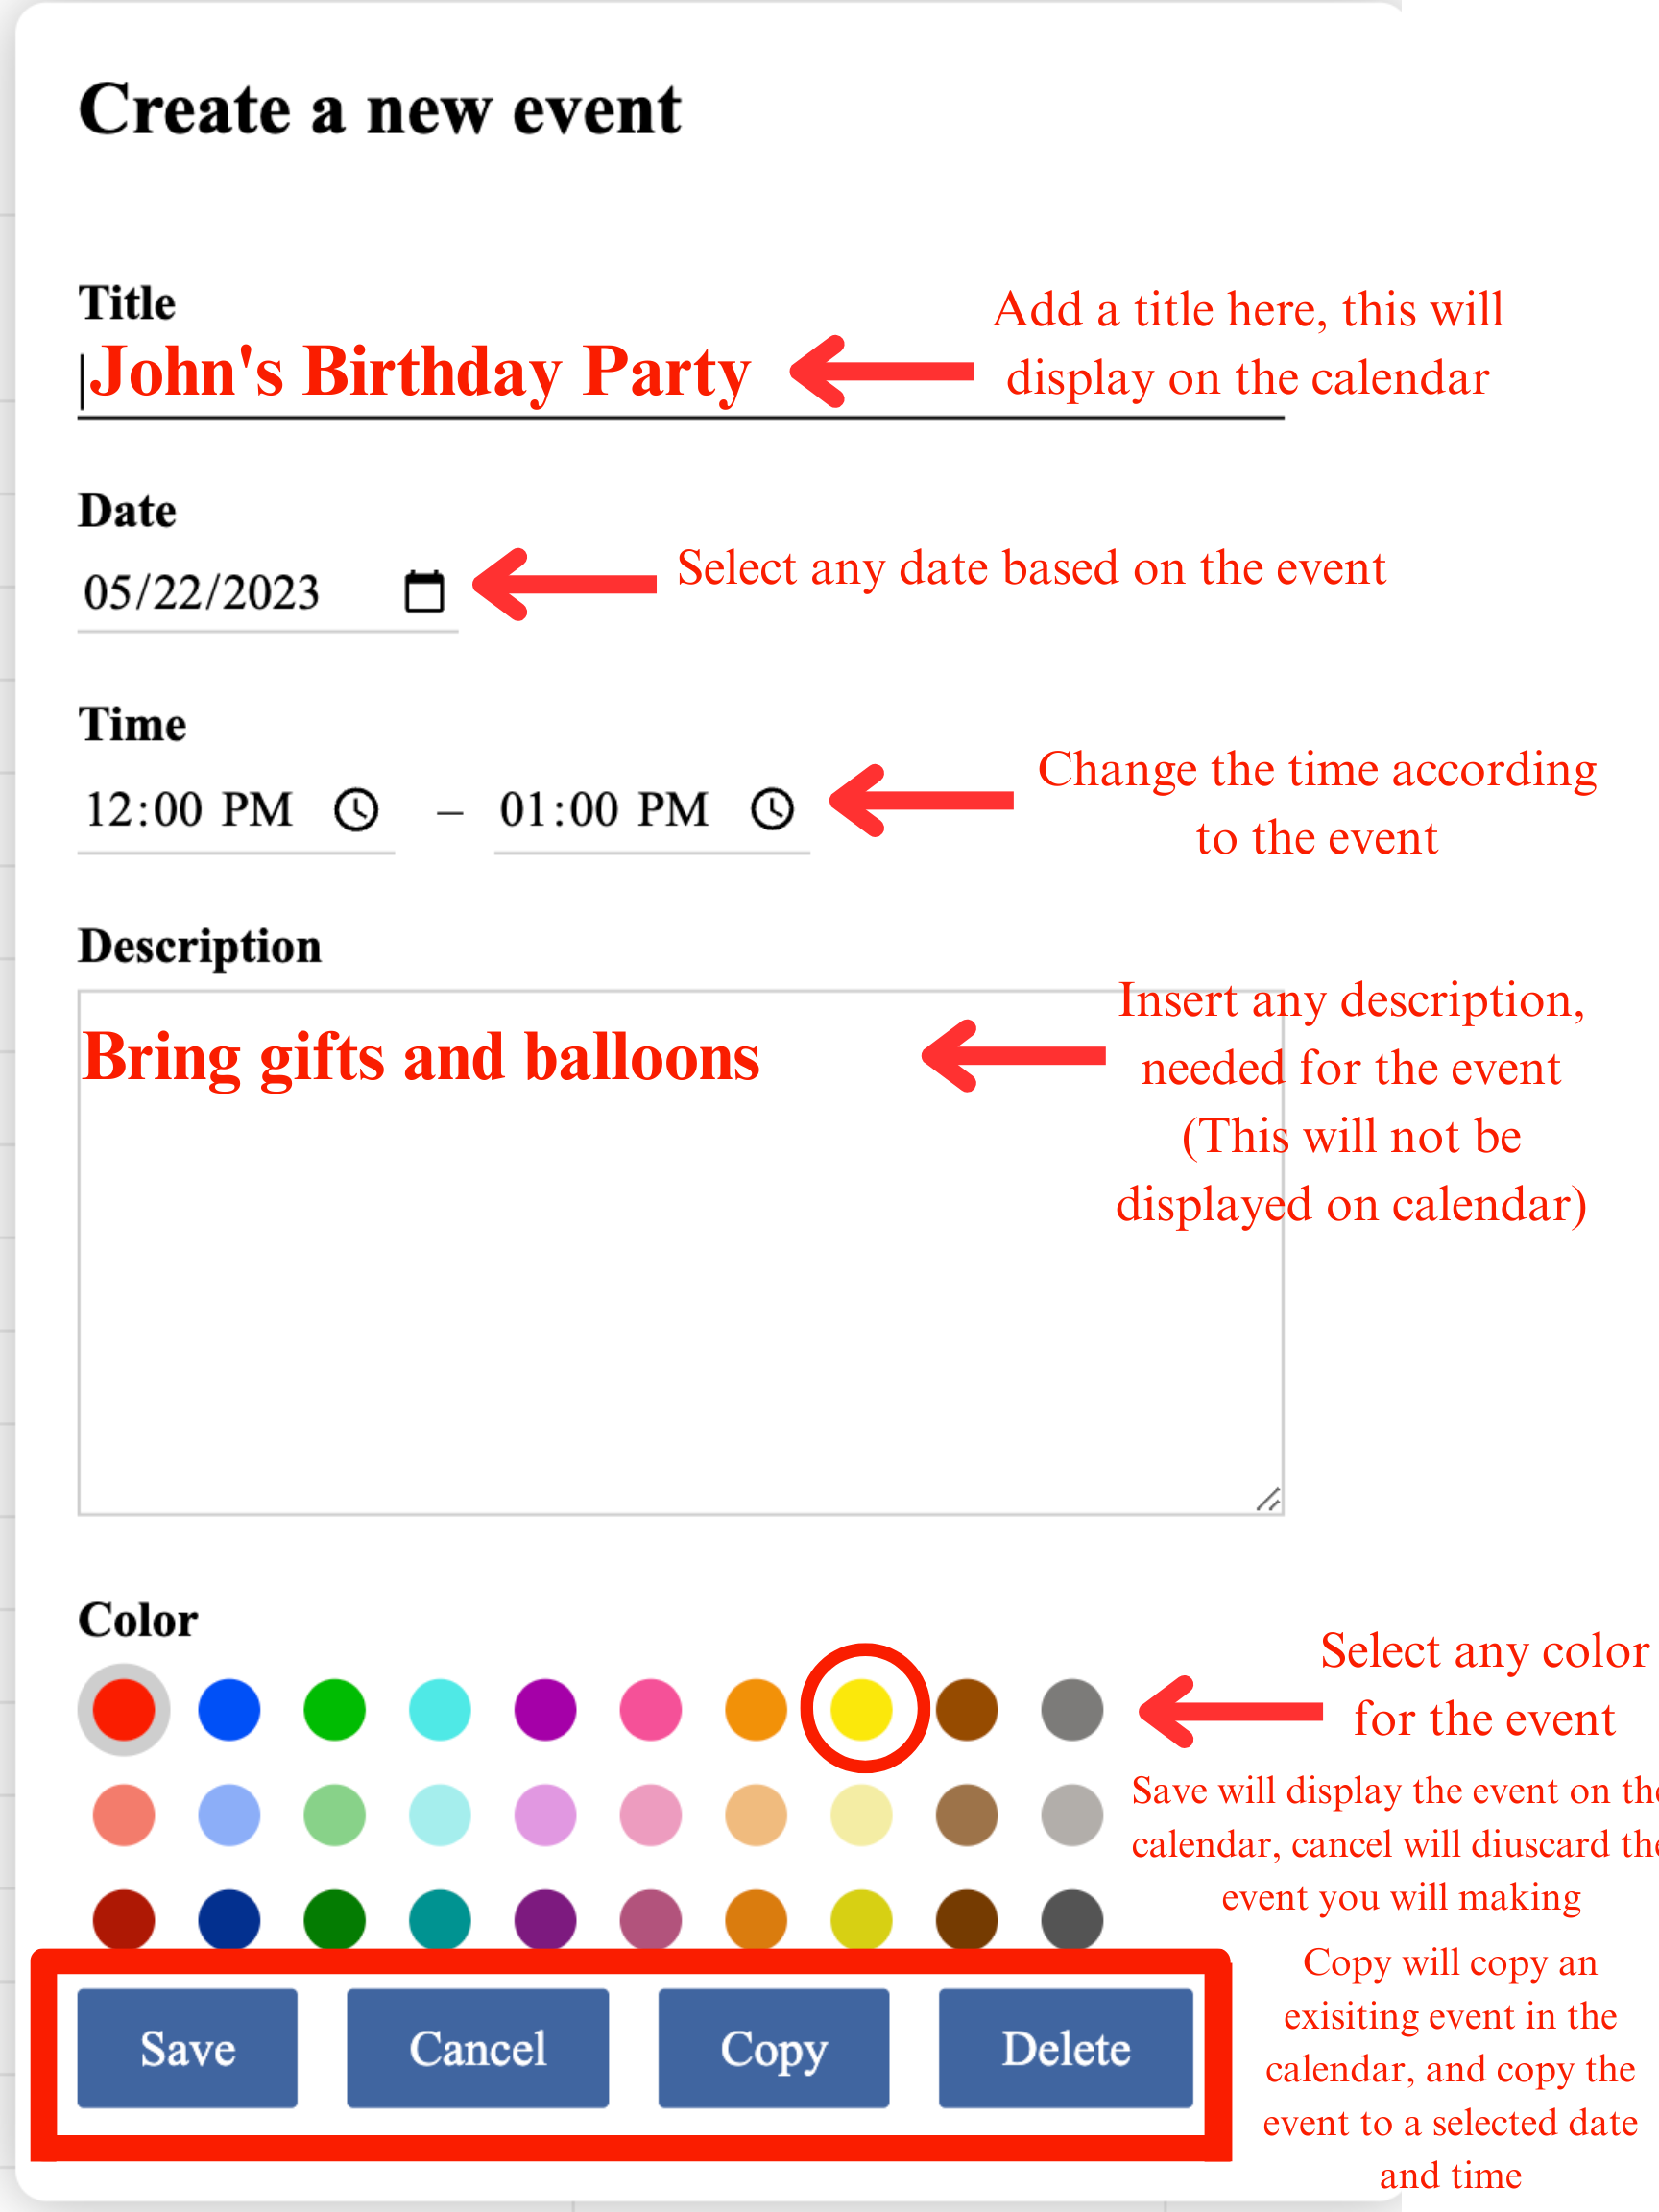 Create a new event
Title
Add a title here, this will
John's Birthday Party
display on the calendar
Date
Select any date based on the event
05/22/2023
Time
Change the time according
12:00 PM – 01:00 PM
to the event
Description
Insert any description,
Bring gifts and balloons
needed for the event
(This will not be
displayed on calendar)
Color
Select any color
for the event
Save will display the event on the
calendar, cancel will diuscard the
event you will making
Copy will copy an
exisiting event in the
calendar, and copy the
event to a selected date
and time
Save Cancel Copy Delete